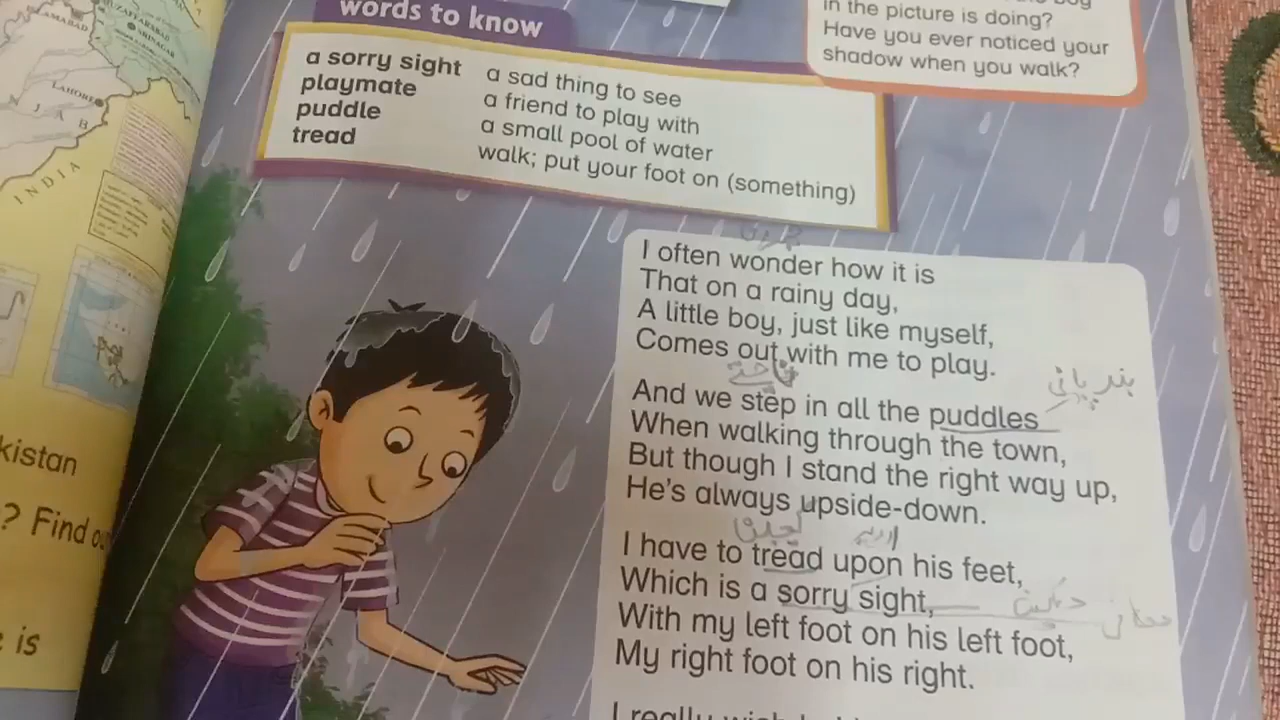 LAMABAD
MUZAFFARABAD
SRINAGAR
LAHORE
INDIA
kistan
? Find ou
is
words to know
a sorry sight a sad thing to see
playmate a friend to play with
puddle a small pool of water
tread walk; put your foot on (something)
in the picture is doing?
Have you ever noticed your
shadow when you walk?
I often wonder how it is
That on a rainy day,
A little boy, just like myself,
Comes out with me to play.
And we step in all the puddles
When walking through the town,
But though I stand the right way up,
He's always upside-down.
I have to tread upon his feet,
Which is a sorry sight,
With my left foot on his left foot,
My right foot on his right.
I really wish